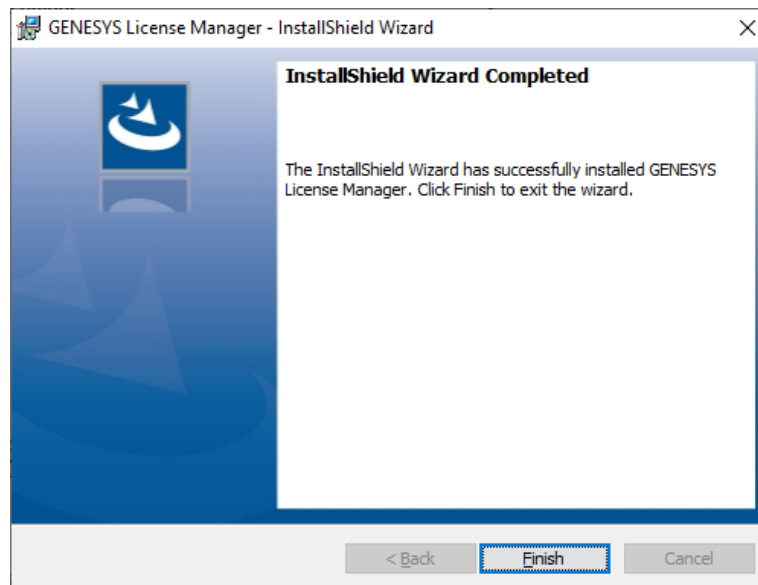 GENESYS License Manager - InstallShield Wizard
InstallShield Wizard Completed
The InstallShield Wizard has successfully installed GENESYS
License Manager. Click Finish to exit the wizard.
< Back
Finish
Cancel